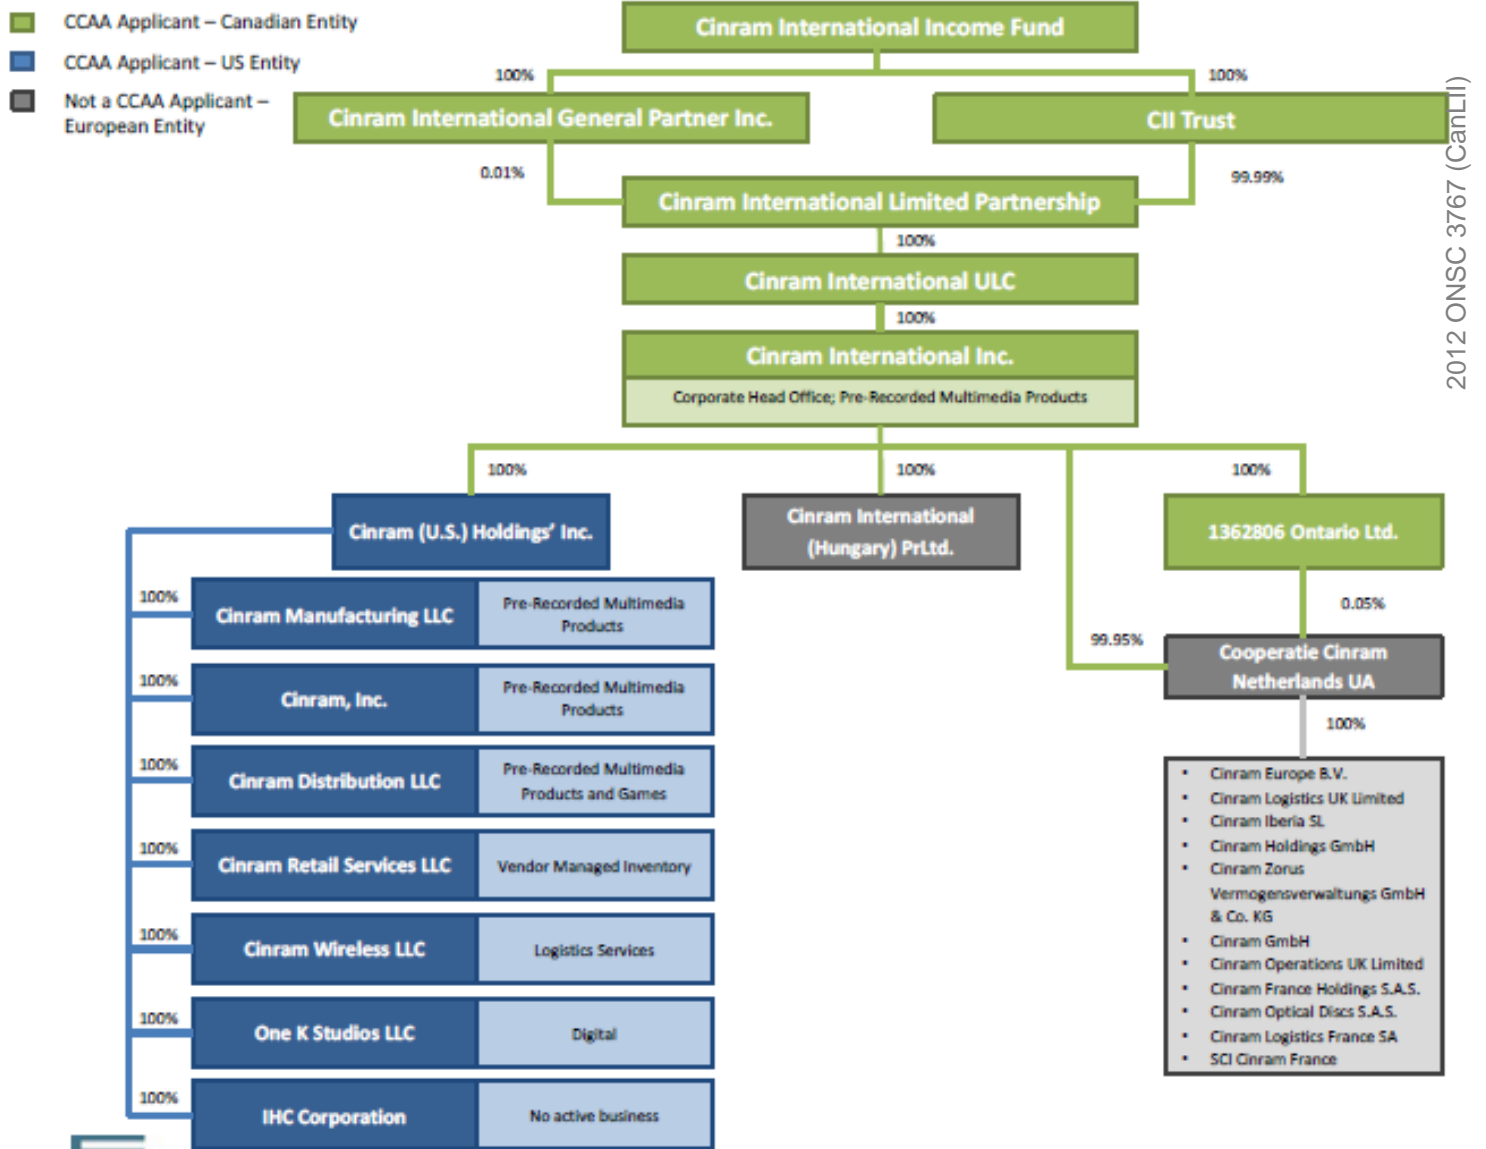 CCAA Applicant – Canadian Entity
CCAA Applicant – US Entity
Not a CCAA Applicant –
European Entity
Cinram International Income Fund
100%
100%
Cinram International General Partner Inc.
CII Trust
0.01%
99.99%
Cinram International Limited Partnership
100%
Cinram International ULC
100%
Cinram International Inc.
Corporate Head Office; Pre-Recorded Multimedia Products
100%
100%
100%
Cinram (U.S.) Holdings' Inc.
Cinram International
(Hungary) PrLtd.
1362806 Ontario Ltd.
0.05%
99.95%
Cooperatie Cinram
Netherlands UA
100%
• Cinram Europe B.V.
• Cinram Logistics UK Limited
• Cinram Iberia SL
• Cinram Holdings GmbH
• Cinram Zorus
Vermogensverwaltungs GmbH
& Co. KG
• Cinram GmbH
• Cinram Operations UK Limited
• Cinram France Holdings S.A.S.
• Cinram Optical Discs S.A.S.
• Cinram Logistics France SA
• SCI Cinram France
100%
Cinram Manufacturing LLC
Pre-Recorded Multimedia
Products
100%
Cinram, Inc.
Pre-Recorded Multimedia
Products
100%
Cinram Distribution LLC
Pre-Recorded Multimedia
Products and Games
100%
Cinram Retail Services LLC
Vendor Managed Inventory
100%
Cinram Wireless LLC
Logistics Services
100%
One K Studios LLC
Digital
100%
IHC Corporation
No active business
2012 ONSC 3767 (CanLII)